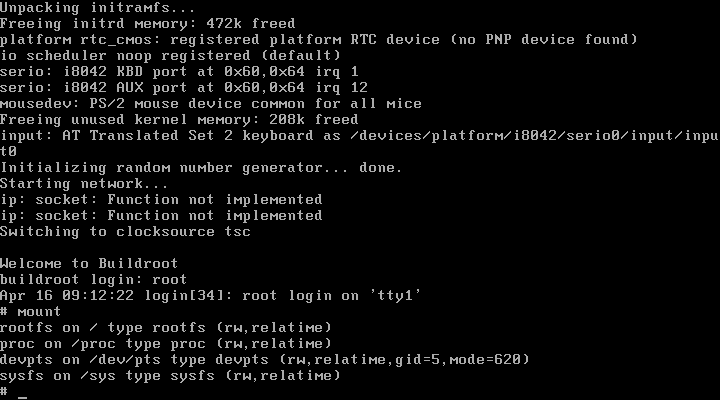 Unpacking initramfs...
Freeing initrd memory: 472k freed
platform rtc_cmos: registered platform RTC device (no PNP device found)
io scheduler noop registered (default)
serio: i8042 KBD port at 0x60,0x64 irq 1
serio: i8042 AUX port at 0x60,0x64 irq 12
mousedev: PS/2 mouse device common for all mice
Freeing unused kernel memory: 208k freed
input: AT Translated Set 2 keyboard as /devices/platform/i8042/serio0/input/inpu
t0
Initializing random number generator... done.
Starting network...
ip: socket: Function not implemented
ip: socket: Function not implemented
Switching to clocksource tsc

Welcome to Buildroot
buildroot login: root
Apr 16 09:12:22 login[34]: root login on 'tty1'
# mount
rootfs on / type rootfs (rw,relatime)
proc on /proc type proc (rw,relatime)
devpts on /dev/pts type devpts (rw,relatime,gid=5,mode=620)
sysfs on /sys type sysfs (rw,relatime)
# _